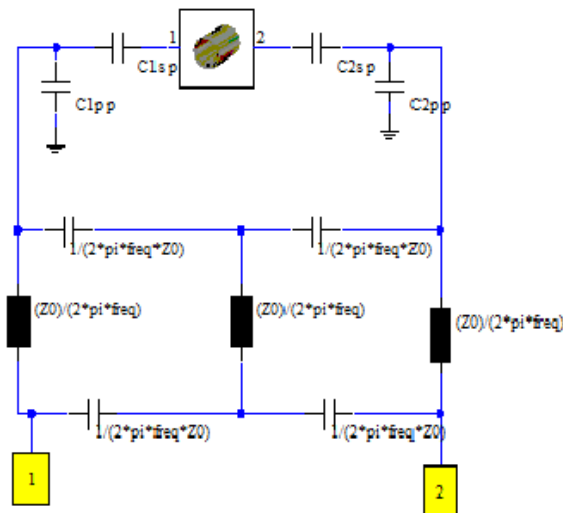 1
2
C1sp
C2sp
C1pp
C2pp
1/(2*pi*freq*Z0)
1/(2*pi*freq*Z0)
(Z0)/(2*pi*freq)
(Z0)/(2*pi*freq)
(Z0)/(2*pi*freq)
1/(2*pi*freq*Z0)
1/(2*pi*freq*Z0)
1
2